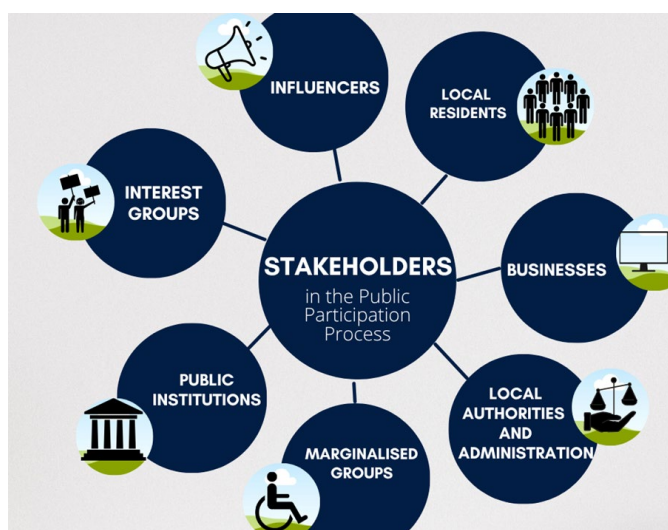 INFLUENCERS
LOCAL
RESIDENTS
INTEREST
GROUPS
STAKEHOLDERS
in the Public
Participation
Process
BUSINESSES
PUBLIC
INSTITUTIONS
LOCAL
AUTHORITIES
AND
ADMINISTRATION
MARGINALISED
GROUPS